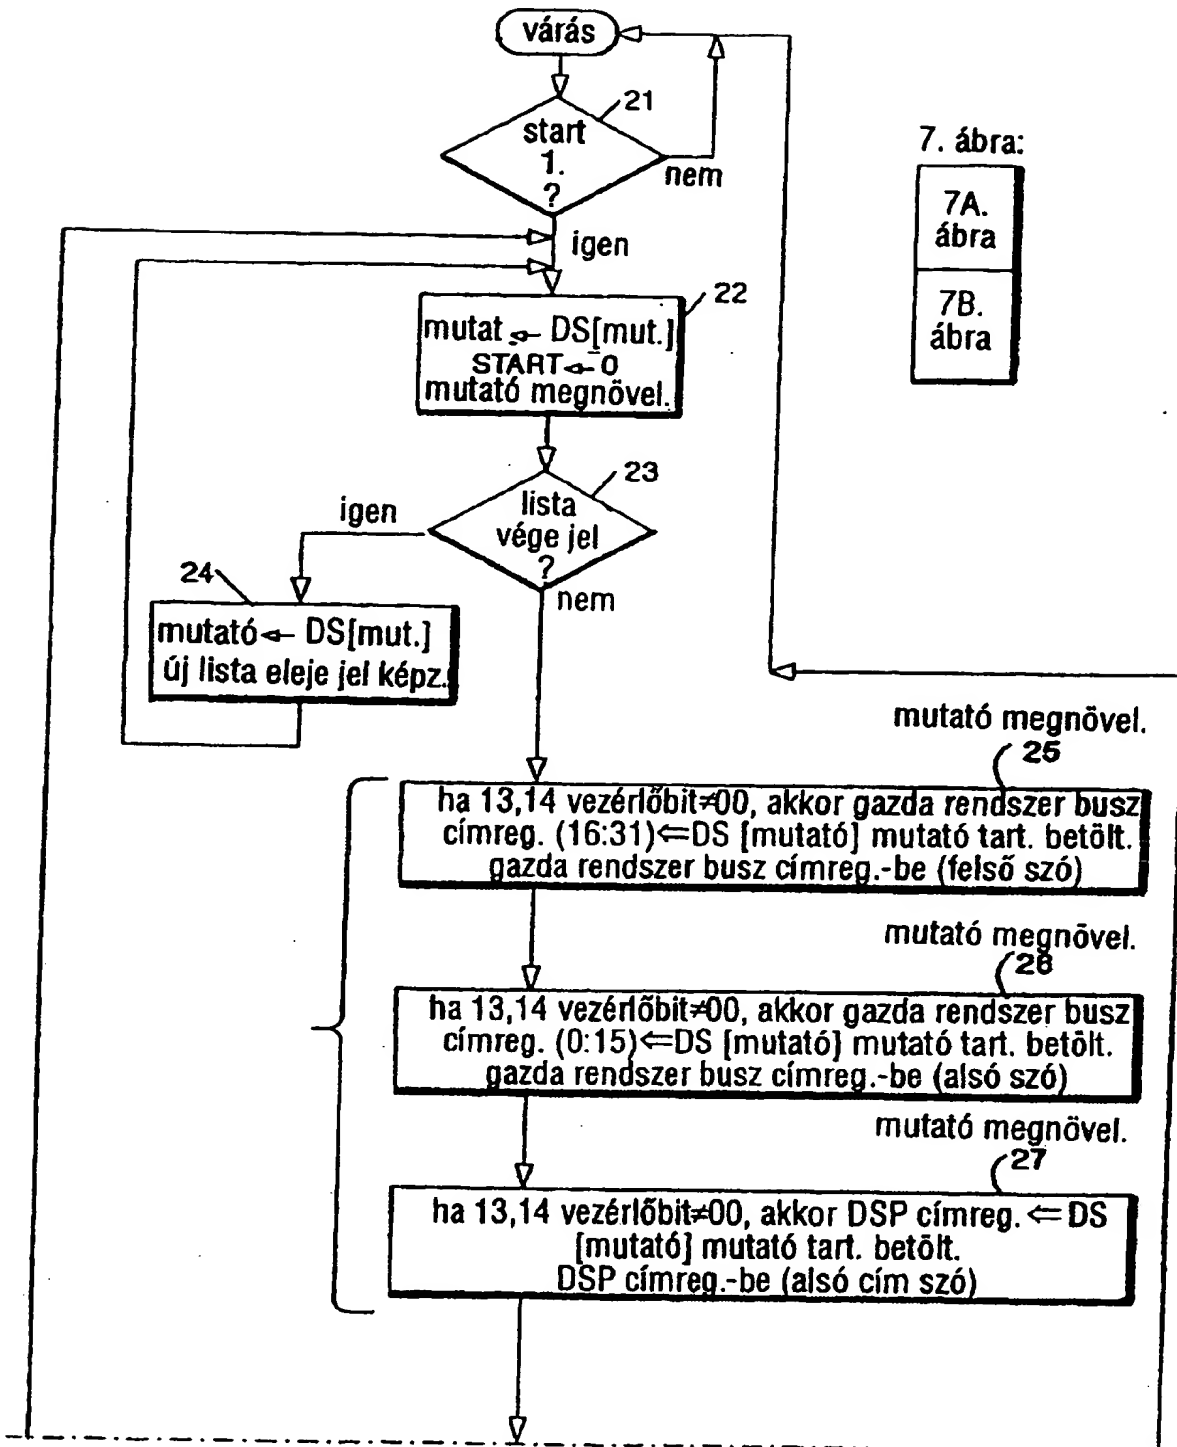 várás
21
start
1.
?
nem
igen
7. ábra:
7A.
ábra
7B.
ábra
22
mutat ← DS[mut.]
START ← 0
mutató megnövel.
23
lista
vége jel
?
igen
nem
24
mutató ← DS[mut.]
új lista eleje jel képz.
mutató megnövel.
25
ha 13,14 vezérlőbit≠00, akkor gazda rendszer busz
címreg. (16:31)⇐DS [mutató] mutató tart. betölt.
gazda rendszer busz címreg.-be (felső szó)
mutató megnövel.
26
ha 13,14 vezérlőbit≠00, akkor gazda rendszer busz
címreg. (0:15)⇐DS [mutató] mutató tart. betölt.
gazda rendszer busz címreg.-be (alsó szó)
mutató megnövel.
27
ha 13,14 vezérlőbit≠00, akkor DSP címreg. ⇐ DS
[mutató] mutató tart. betölt.
DSP címreg.-be (alsó cím szó)